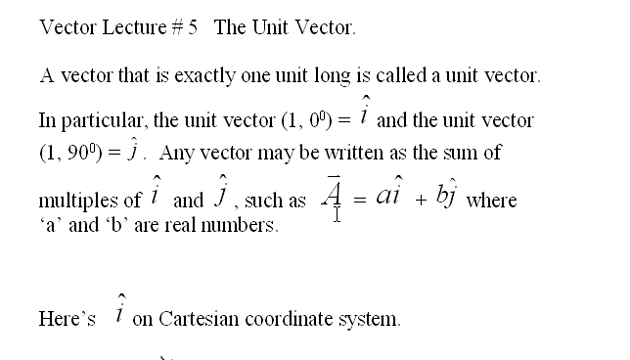 Vector Lecture # 5 The Unit Vector.
A vector that is exactly one unit long is called a unit vector.
In particular, the unit vector (1, 0⁰) = î and the unit vector
(1, 90⁰) = ĵ . Any vector may be written as the sum of
multiples of î and ĵ , such as A̅ = aî + bĵ where
‘a’ and ‘b’ are real numbers.
Here’s î on Cartesian coordinate system.